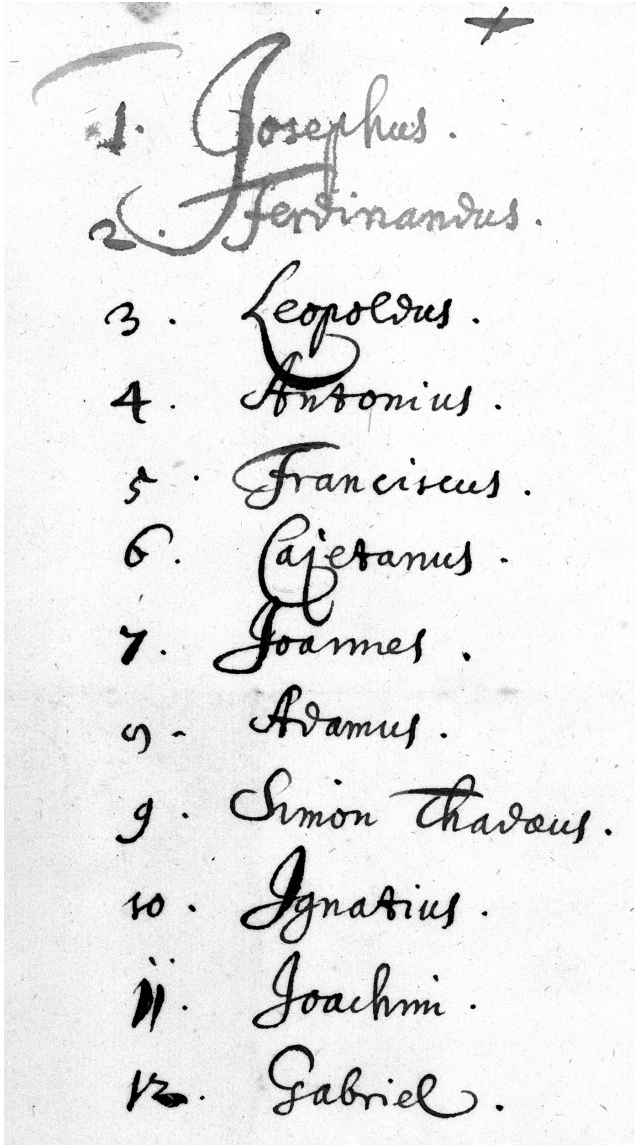 1. Josephus.
2. Ferdinandus.
3. Leopoldus.
4. Antonius.
5. Franciscus.
6. Cajetanus.
7. Joannes.
8. Adamus.
9. Simon Thadæus.
10. Ignatius.
11. Joachim.
12. Gabriel.